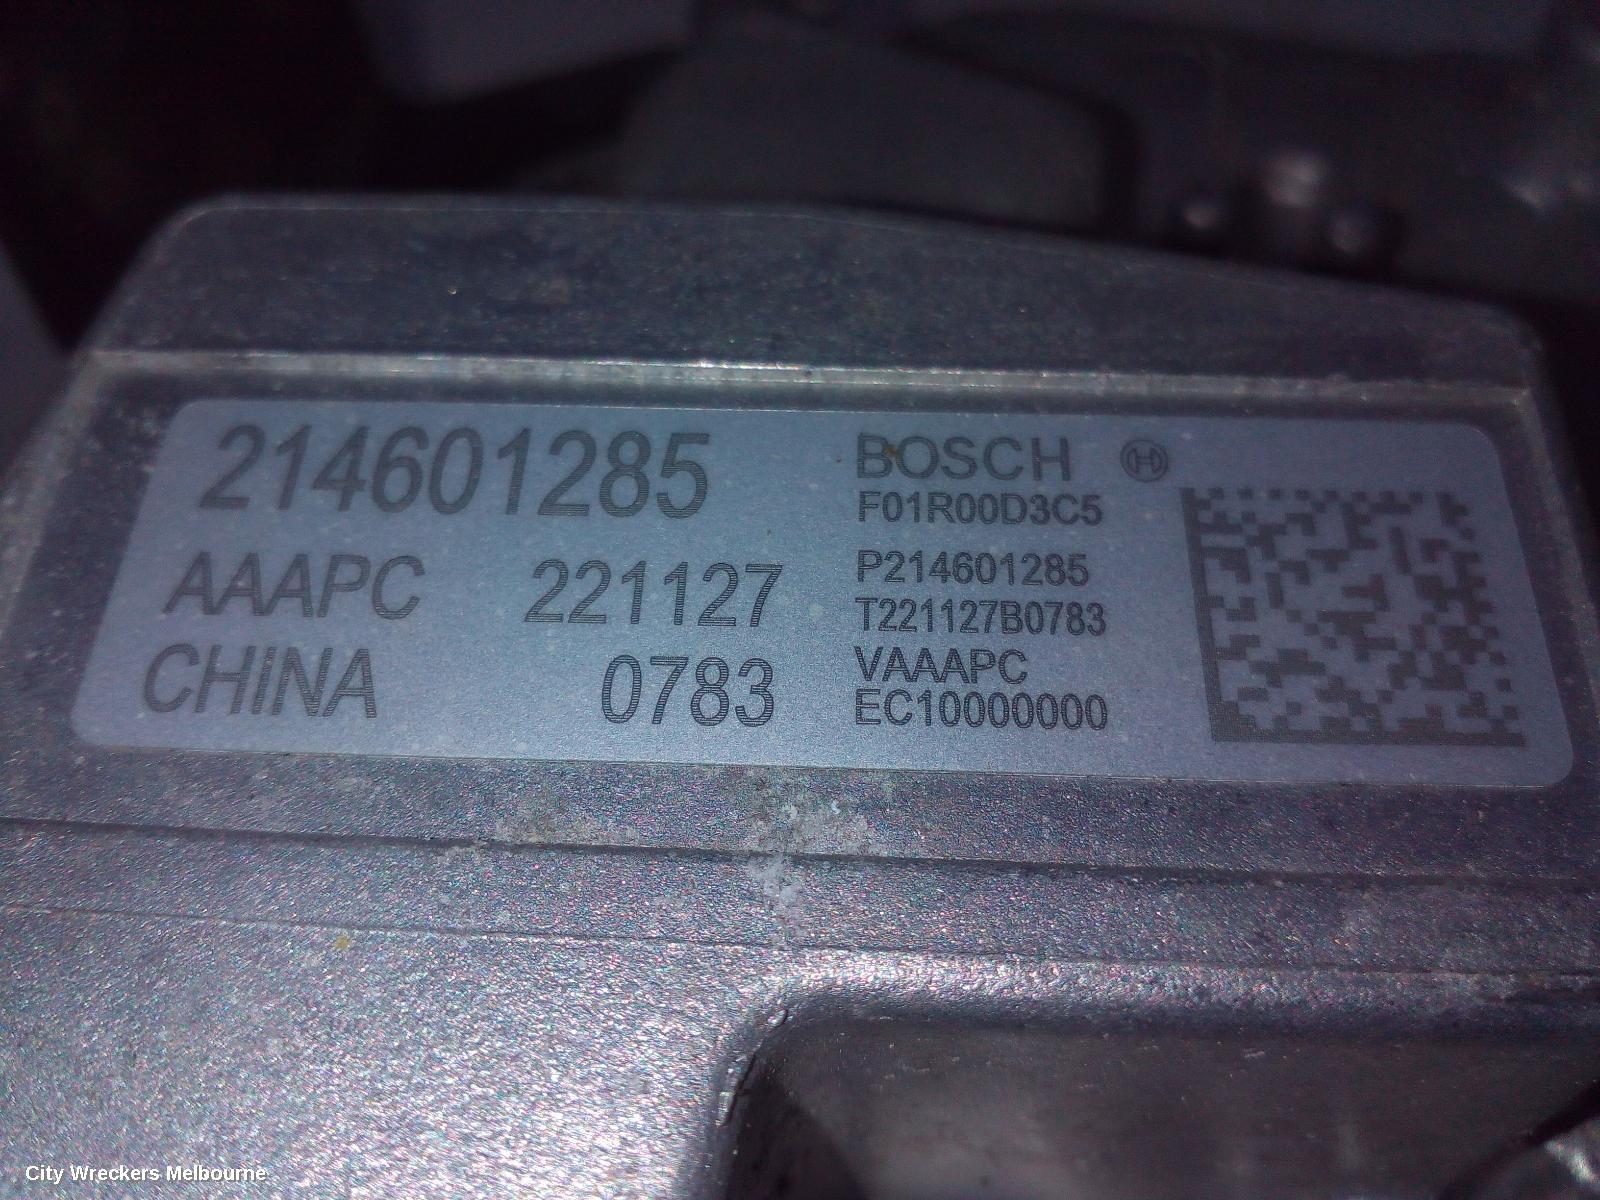 214601285
AAAPC 221127
CHINA 0783
BOSCH
F01R00D3C5
P214601285
T221127B0783
VAAAPC
EC10000000
City Wreckers Melbourne